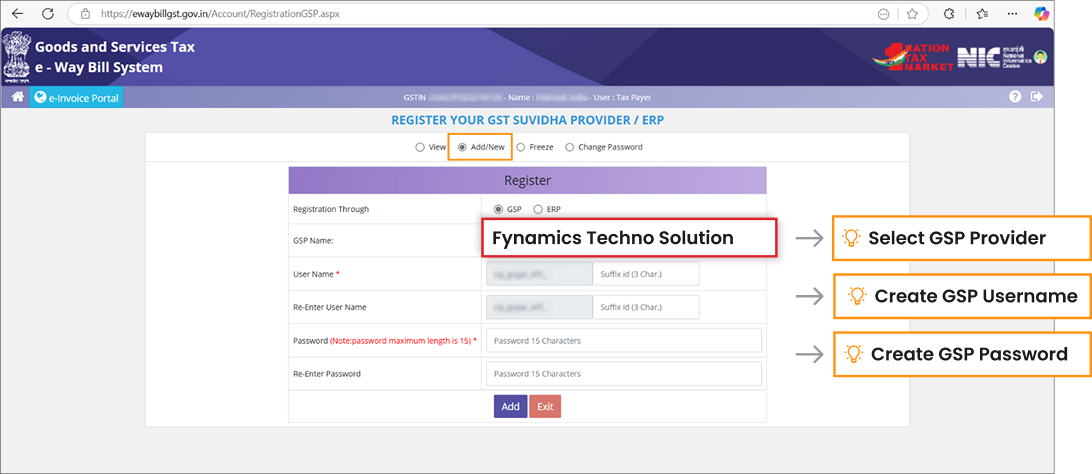 https://ewaybillgst.gov.in/Account/RegistrationGSP.aspx
Goods and Services Tax
e - Way Bill System
NATION
TAX
MARKET
NIC
National
Informatics
Centre
e-Invoice Portal
GSTIN - Name : - User : Tax Payer
REGISTER YOUR GST SUVIDHA PROVIDER / ERP
View Add/New Freeze Change Password
Register
Registration Through GSP ERP
GSP Name: Fynamics Techno Solution Select GSP Provider
User Name * Suffix id (3 Char.) Create GSP Username
Re-Enter User Name Suffix id (3 Char.)
Password (Note:password maximum length is 15) * Password 15 Characters Create GSP Password
Re-Enter Password Password 15 Characters
Add Exit